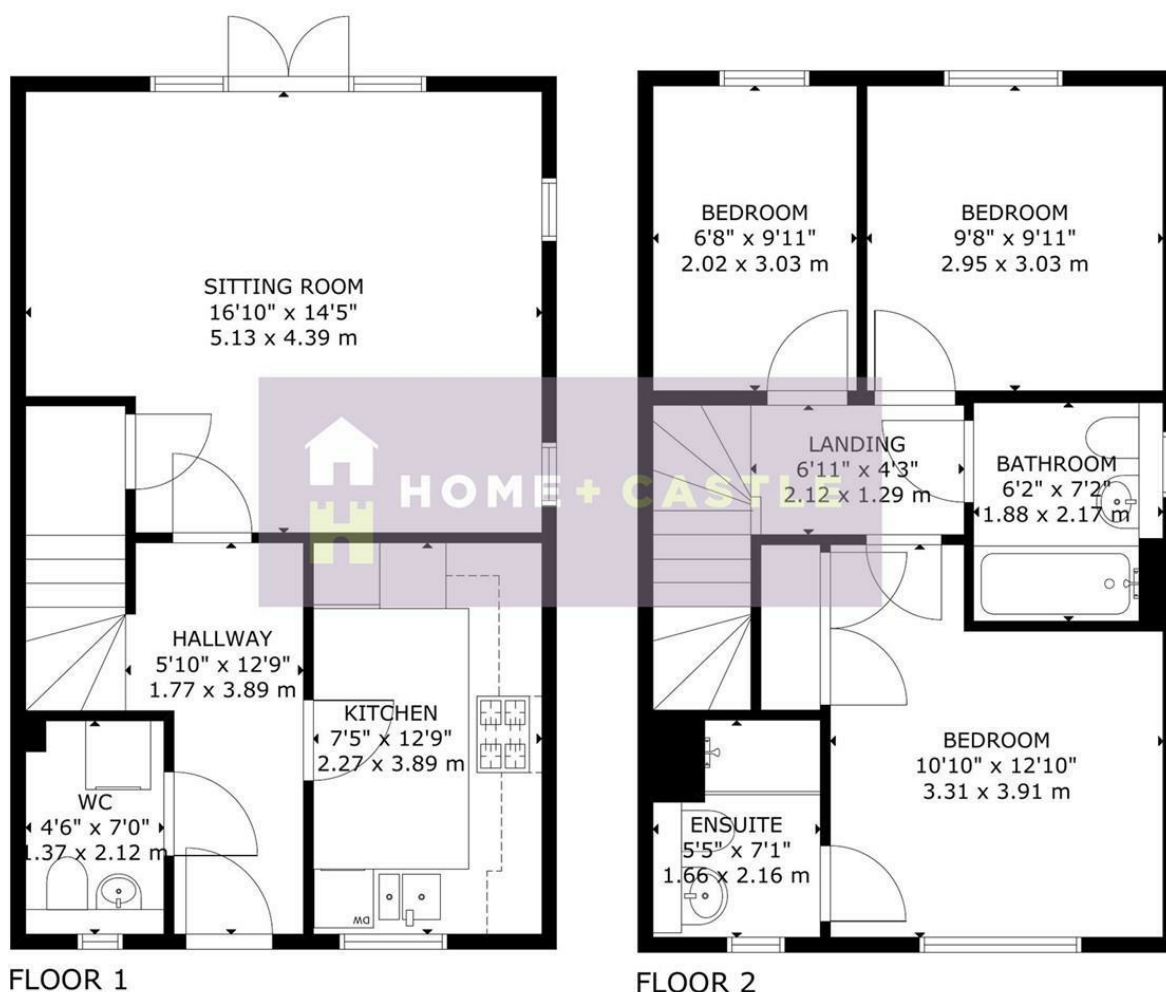 SITTING ROOM
16'10" x 14'5"
5.13 x 4.39 m
HALLWAY
5'10" x 12'9"
1.77 x 3.89 m
KITCHEN
7'5" x 12'9"
2.27 x 3.89 m
WC
4'6" x 7'0"
1.37 x 2.12 m
DW
FLOOR 1
BEDROOM
6'8" x 9'11"
2.02 x 3.03 m
BEDROOM
9'8" x 9'11"
2.95 x 3.03 m
LANDING
6'11" x 4'3"
2.12 x 1.29 m
BATHROOM
6'2" x 7'2"
1.88 x 2.17 m
BEDROOM
10'10" x 12'10"
3.31 x 3.91 m
ENSUITE
5'5" x 7'1"
1.66 x 2.16 m
FLOOR 2
HOME + CASTLE